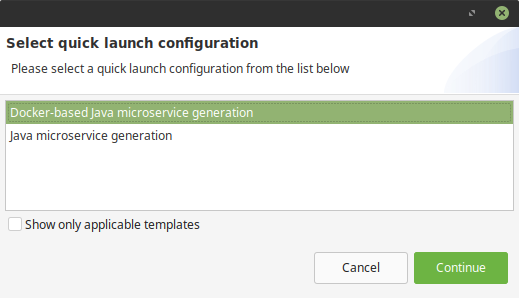 Select quick launch configuration
Please select a quick launch configuration from the list below
Docker-based Java microservice generation
Java microservice generation
Show only applicable templates
Cancel
Continue